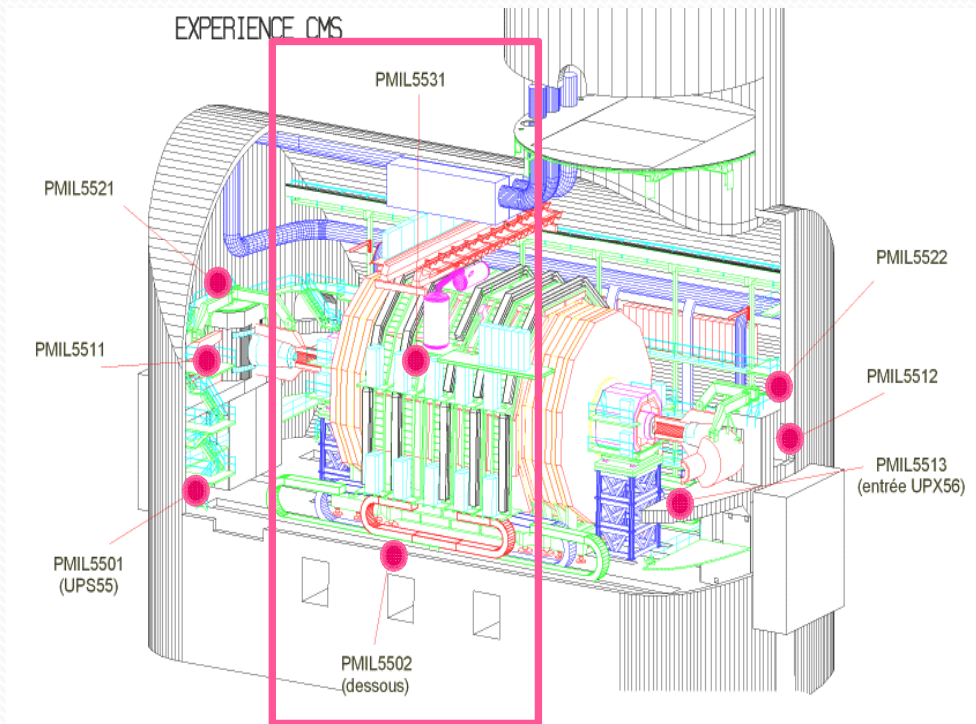 EXPERIENCE CMS
PMIL5531
PMIL5521
PMIL5522
PMIL5511
PMIL5512
PMIL5513
(entrée UPX56)
PMIL5501
(UPS55)
PMIL5502
(dessous)